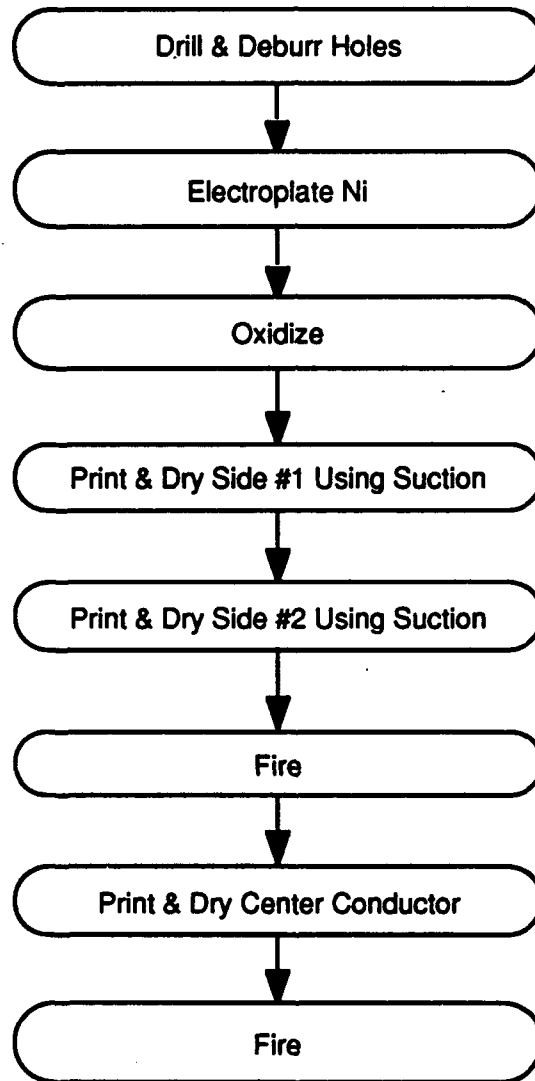 Drill & Deburr Holes
Electroplate Ni
Oxidize
Print & Dry Side #1 Using Suction
Print & Dry Side #2 Using Suction
Fire
Print & Dry Center Conductor
Fire